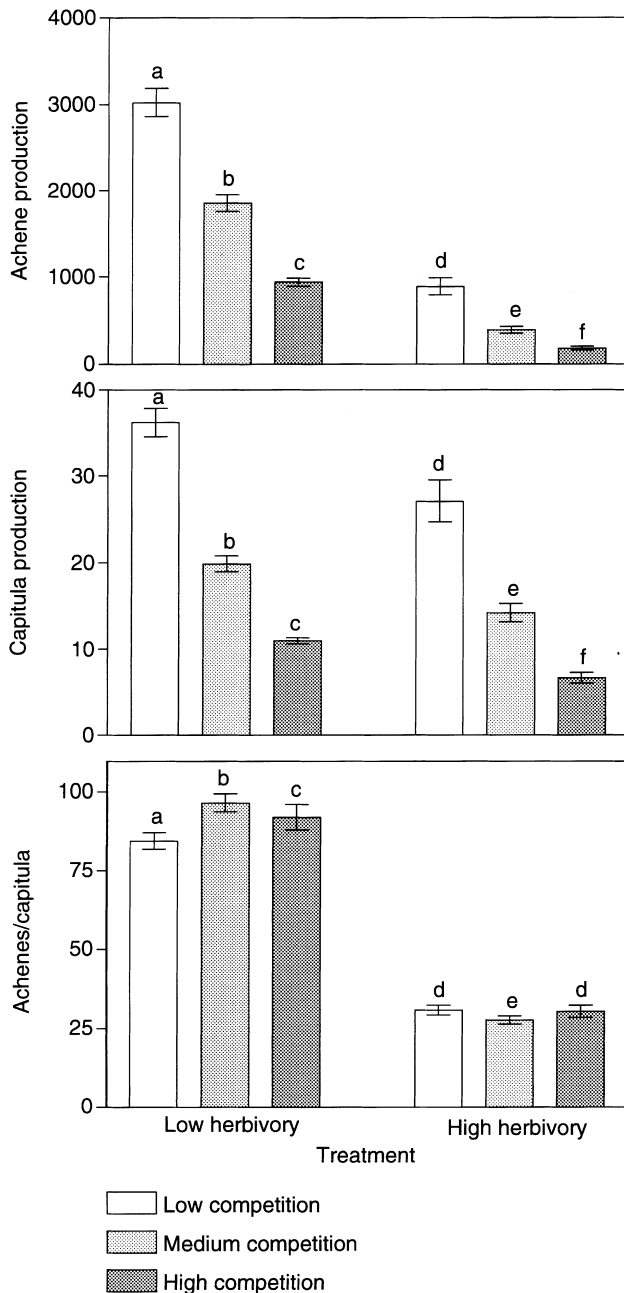 4000
3000
2000
1000
0
Achene production
a
b
c
d
e
f
40
30
20
10
0
Capitula production
a
b
c
d
e
f
100
75
50
25
0
Achenes/capitula
a
b
c
d
e
d
Low herbivory
High herbivory
Treatment
Low competition
Medium competition
High competition